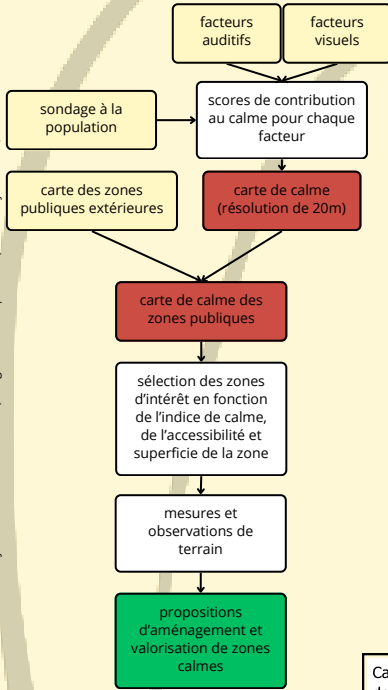 facteurs
auditifs
facteurs
visuels
sondage à la
population
scores de contribution
au calme pour chaque
facteur
carte des zones
publiques extérieures
carte de calme
(résolution de 20m)
carte de calme des
zones publiques
sélection des zones
d'intérêt en fonction
de l'indice de calme,
de l'accessibilité et
superficie de la zone
mesures et
observations de
terrain
propositions
d'aménagement et
valorisation de zones
calmes
Ca